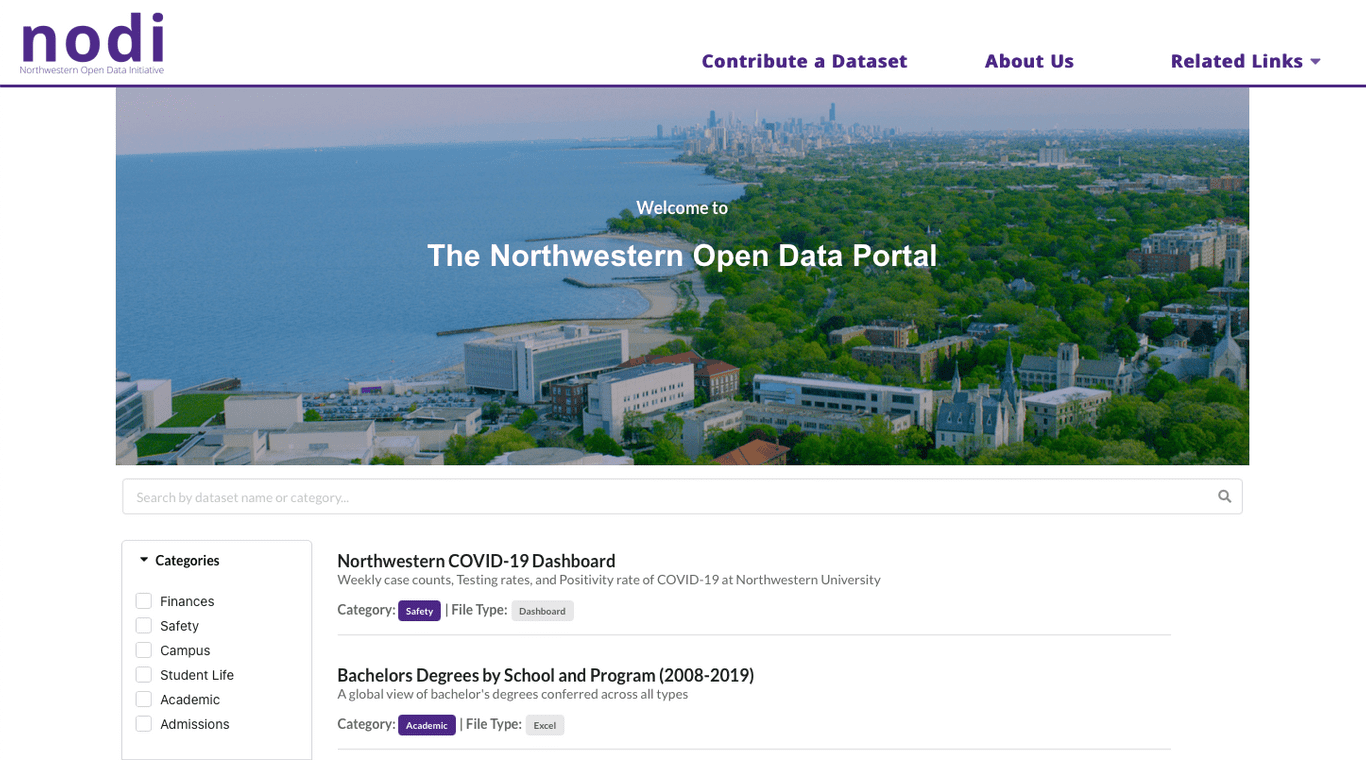 nodi
Northwestern Open Data Initiative
Contribute a Dataset
About Us
Related Links
Welcome to
The Northwestern Open Data Portal
Search by dataset name or category...
Categories
Finances
Safety
Campus
Student Life
Academic
Admissions
Northwestern COVID-19 Dashboard
Weekly case counts, Testing rates, and Positivity rate of COVID-19 at Northwestern University
Category: Safety | File Type: Dashboard
Bachelors Degrees by School and Program (2008-2019)
A global view of bachelor's degrees conferred across all types
Category: Academic | File Type: Excel